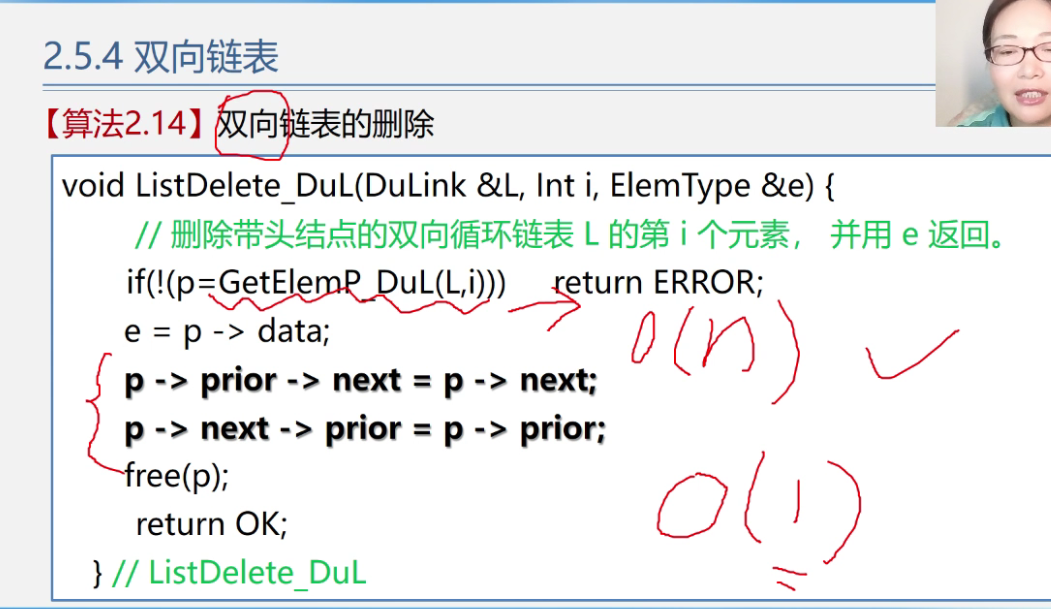 2.5.4 双向链表
【算法2.14】双向链表的删除
void ListDelete_DuL(DuLink &L, Int i, ElemType &e) {
// 删除带头结点的双向循环链表 L 的第 i 个元素， 并用 e 返回。
if(!(p=GetElemP_DuL(L,i))) return ERROR;
e = p -> data;
O(n)
p -> prior -> next = p -> next;
p -> next -> prior = p -> prior;
free(p);
O(1)
return OK;
} // ListDelete_DuL